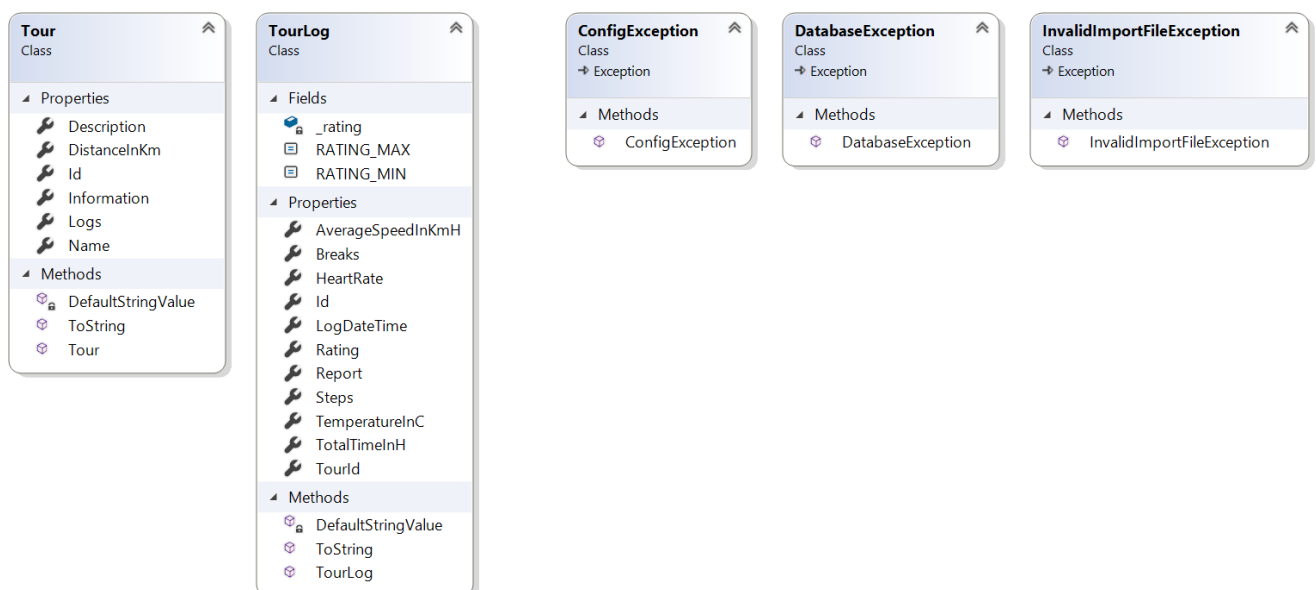 Tour
Class
Properties
Description
DistanceInKm
Id
Information
Logs
Name
Methods
DefaultStringValue
ToString
Tour
TourLog
Class
Fields
_rating
RATING_MAX
RATING_MIN
Properties
AverageSpeedInKmH
Breaks
HeartRate
Id
LogDateTime
Rating
Report
Steps
TemperatureInC
TotalTimeInH
TourId
Methods
DefaultStringValue
ToString
TourLog
ConfigException
Class
Exception
Methods
ConfigException
DatabaseException
Class
Exception
Methods
DatabaseException
InvalidImportFileException
Class
Exception
Methods
InvalidImportFileException